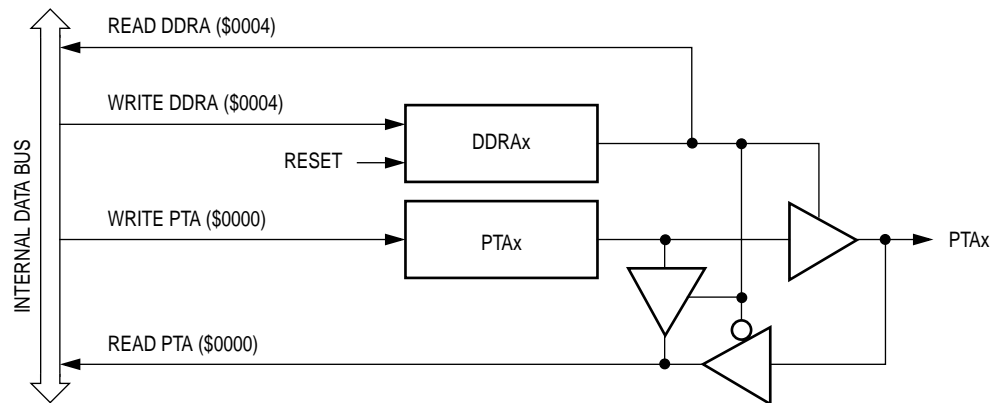 READ DDRA ($0004)
WRITE DDRA ($0004)
DDRAx
RESET
WRITE PTA ($0000)
PTAx
PTAx
READ PTA ($0000)
INTERNAL DATA BUS